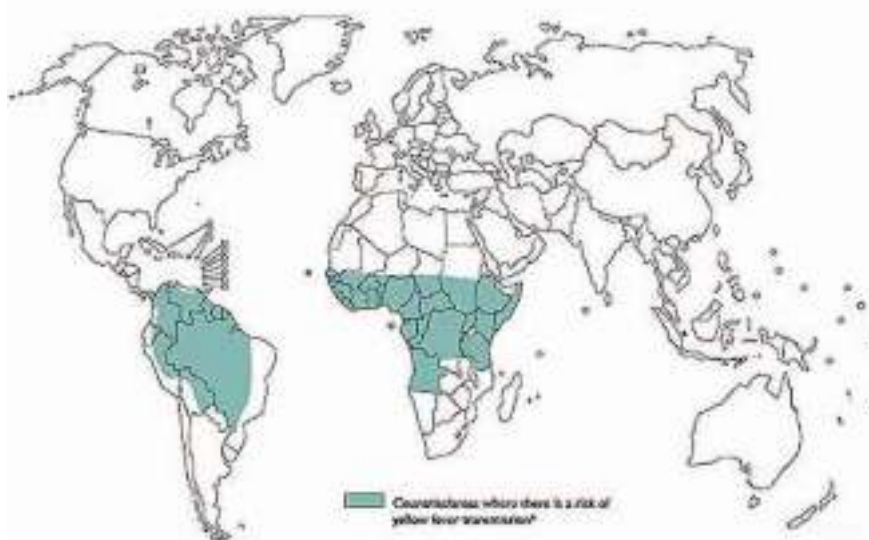 Countries/areas where there is a risk of
yellow fever transmission*